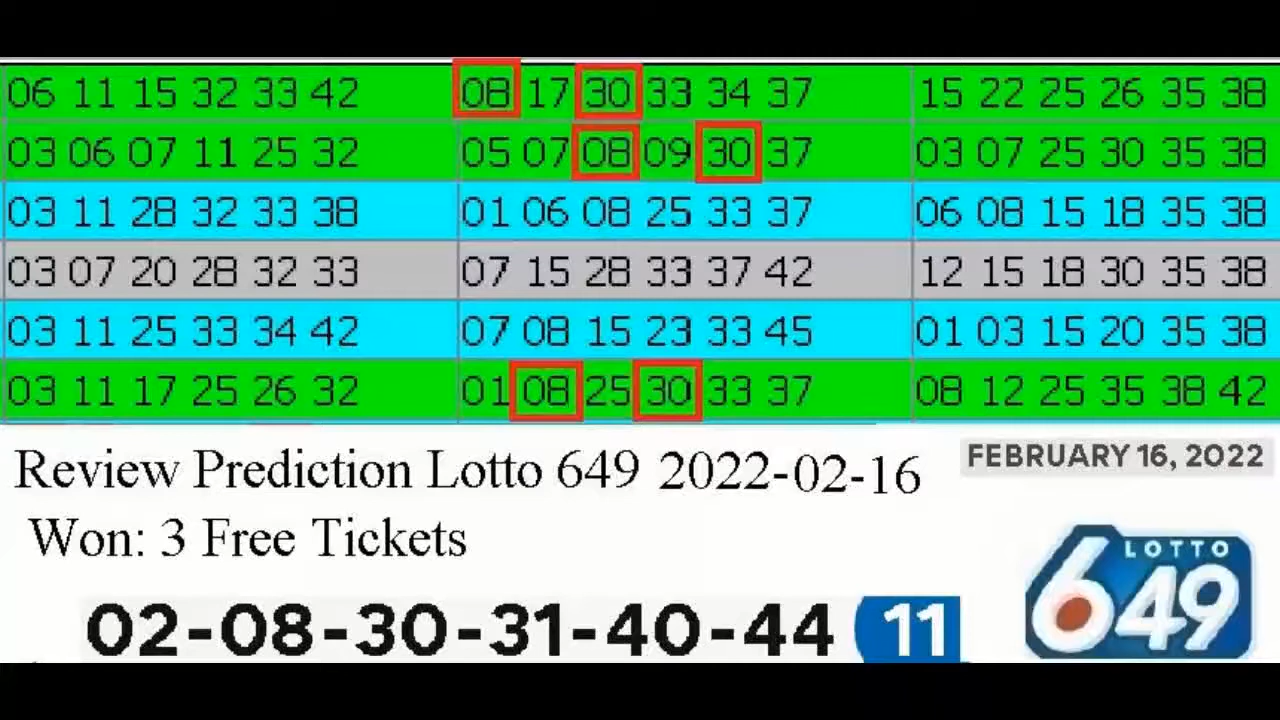 06 11 15 32 33 42 08 17 30 33 34 37 15 22 25 26 35 38
03 06 07 11 25 32 05 07 08 09 30 37 03 07 25 30 35 38
03 11 28 32 33 38 01 06 08 25 33 37 06 08 15 18 35 38
03 07 20 28 32 33 07 15 28 33 37 42 12 15 18 30 35 38
03 11 25 33 34 42 07 08 15 23 33 45 01 03 15 20 35 38
03 11 17 25 26 32 01 08 25 30 33 37 08 12 25 35 38 42
Review Prediction Lotto 649 2022-02-16
FEBRUARY 16, 2022
Won: 3 Free Tickets
LOTTO
649
02-08-30-31-40-44 11